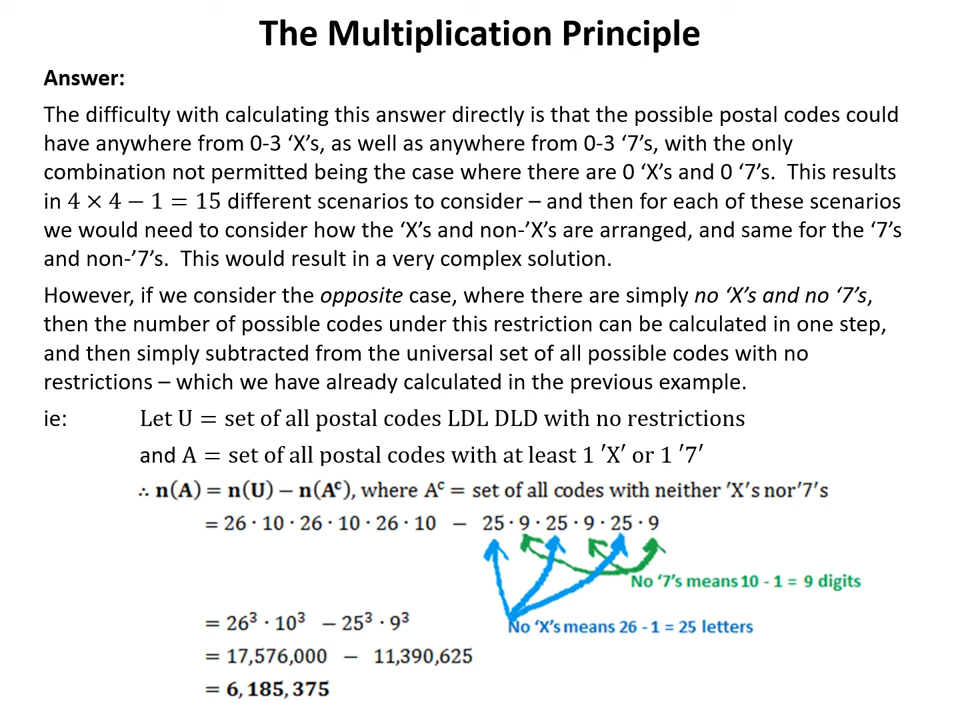 The Multiplication Principle
Answer:
The difficulty with calculating this answer directly is that the possible postal codes could
have anywhere from 0-3 ‘X’s, as well as anywhere from 0-3 ‘7’s, with the only
combination not permitted being the case where there are 0 ‘X’s and 0 ‘7’s.  This results
in 4 × 4 − 1 = 15 different scenarios to consider – and then for each of these scenarios
we would need to consider how the ‘X’s and non-’X’s are arranged, and same for the ‘7’s
and non-’7’s.  This would result in a very complex solution.
However, if we consider the opposite case, where there are simply no ‘X’s and no ‘7’s,
then the number of possible codes under this restriction can be calculated in one step,
and then simply subtracted from the universal set of all possible codes with no
restrictions – which we have already calculated in the previous example.
ie: Let U = set of all postal codes LDL DLD with no restrictions
and A = set of all postal codes with at least 1 ′X′ or 1 ′7′
∴ n(A) = n(U) − n(Aᶜ), where Aᶜ = set of all codes with neither ′X′s nor′7′s
= 26 · 10 · 26 · 10 · 26 · 10 − 25 · 9 · 25 · 9 · 25 · 9
No ‘7’s means 10 - 1 = 9 digits
= 26³ · 10³ − 25³ · 9³ No ‘X’s means 26 - 1 = 25 letters
= 17,576,000 − 11,390,625
= 6,185,375